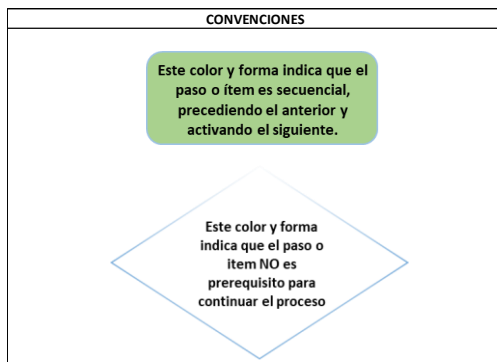 CONVENCIONES
Este color y forma indica que el
paso o ítem es secuencial,
precediendo el anterior y
activando el siguiente.
Este color y forma
indica que el paso o
item NO es
prerequisito para
continuar el proceso